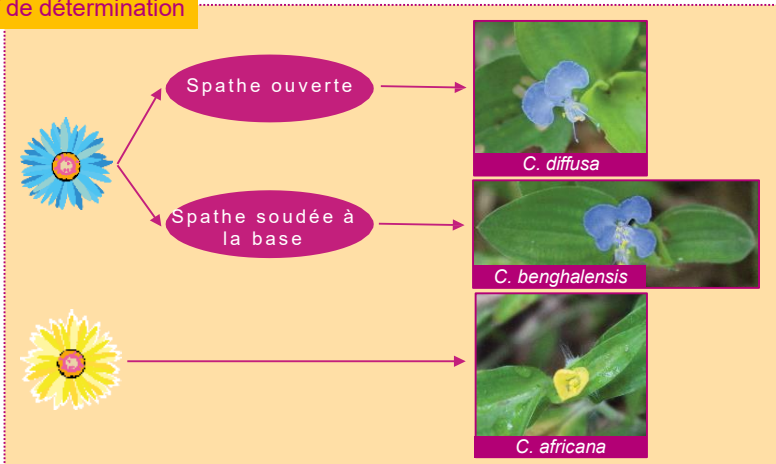 de détermination
Spathe ouverte
C. diffusa
Spathe soudée à
la base
C. benghalensis
C. africana